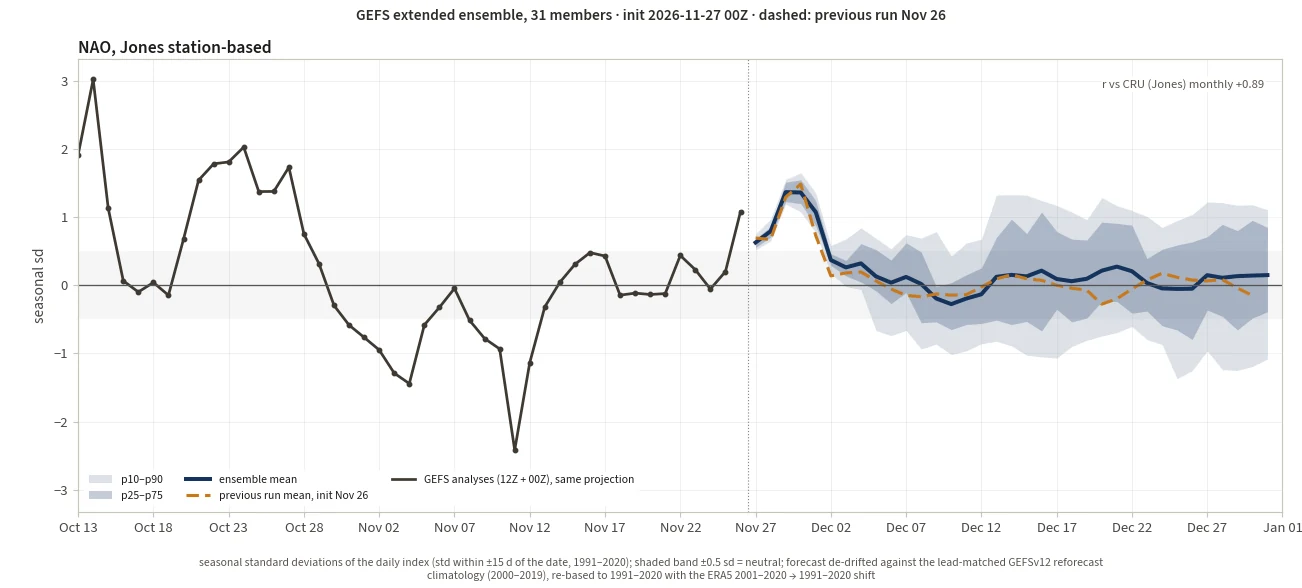 GEFS extended ensemble, 31 members · init 2026-11-27 00Z · dashed: previous run Nov 26
NAO, Jones station-based
r vs CRU (Jones) monthly +0.89
seasonal sd
3
2
1
0
−1
−2
−3
p10–p90
p25–p75
ensemble mean
previous run mean, init Nov 26
GEFS analyses (12Z + 00Z), same projection
Oct 13
Oct 18
Oct 23
Oct 28
Nov 02
Nov 07
Nov 12
Nov 17
Nov 22
Nov 27
Dec 02
Dec 07
Dec 12
Dec 17
Dec 22
Dec 27
Jan 01
seasonal standard deviations of the daily index (std within ±15 d of the date, 1991–2020); shaded band ±0.5 sd = neutral; forecast de-drifted against the lead-matched GEFSv12 reforecast
climatology (2000–2019), re-based to 1991–2020 with the ERA5 2001–2020 → 1991–2020 shift